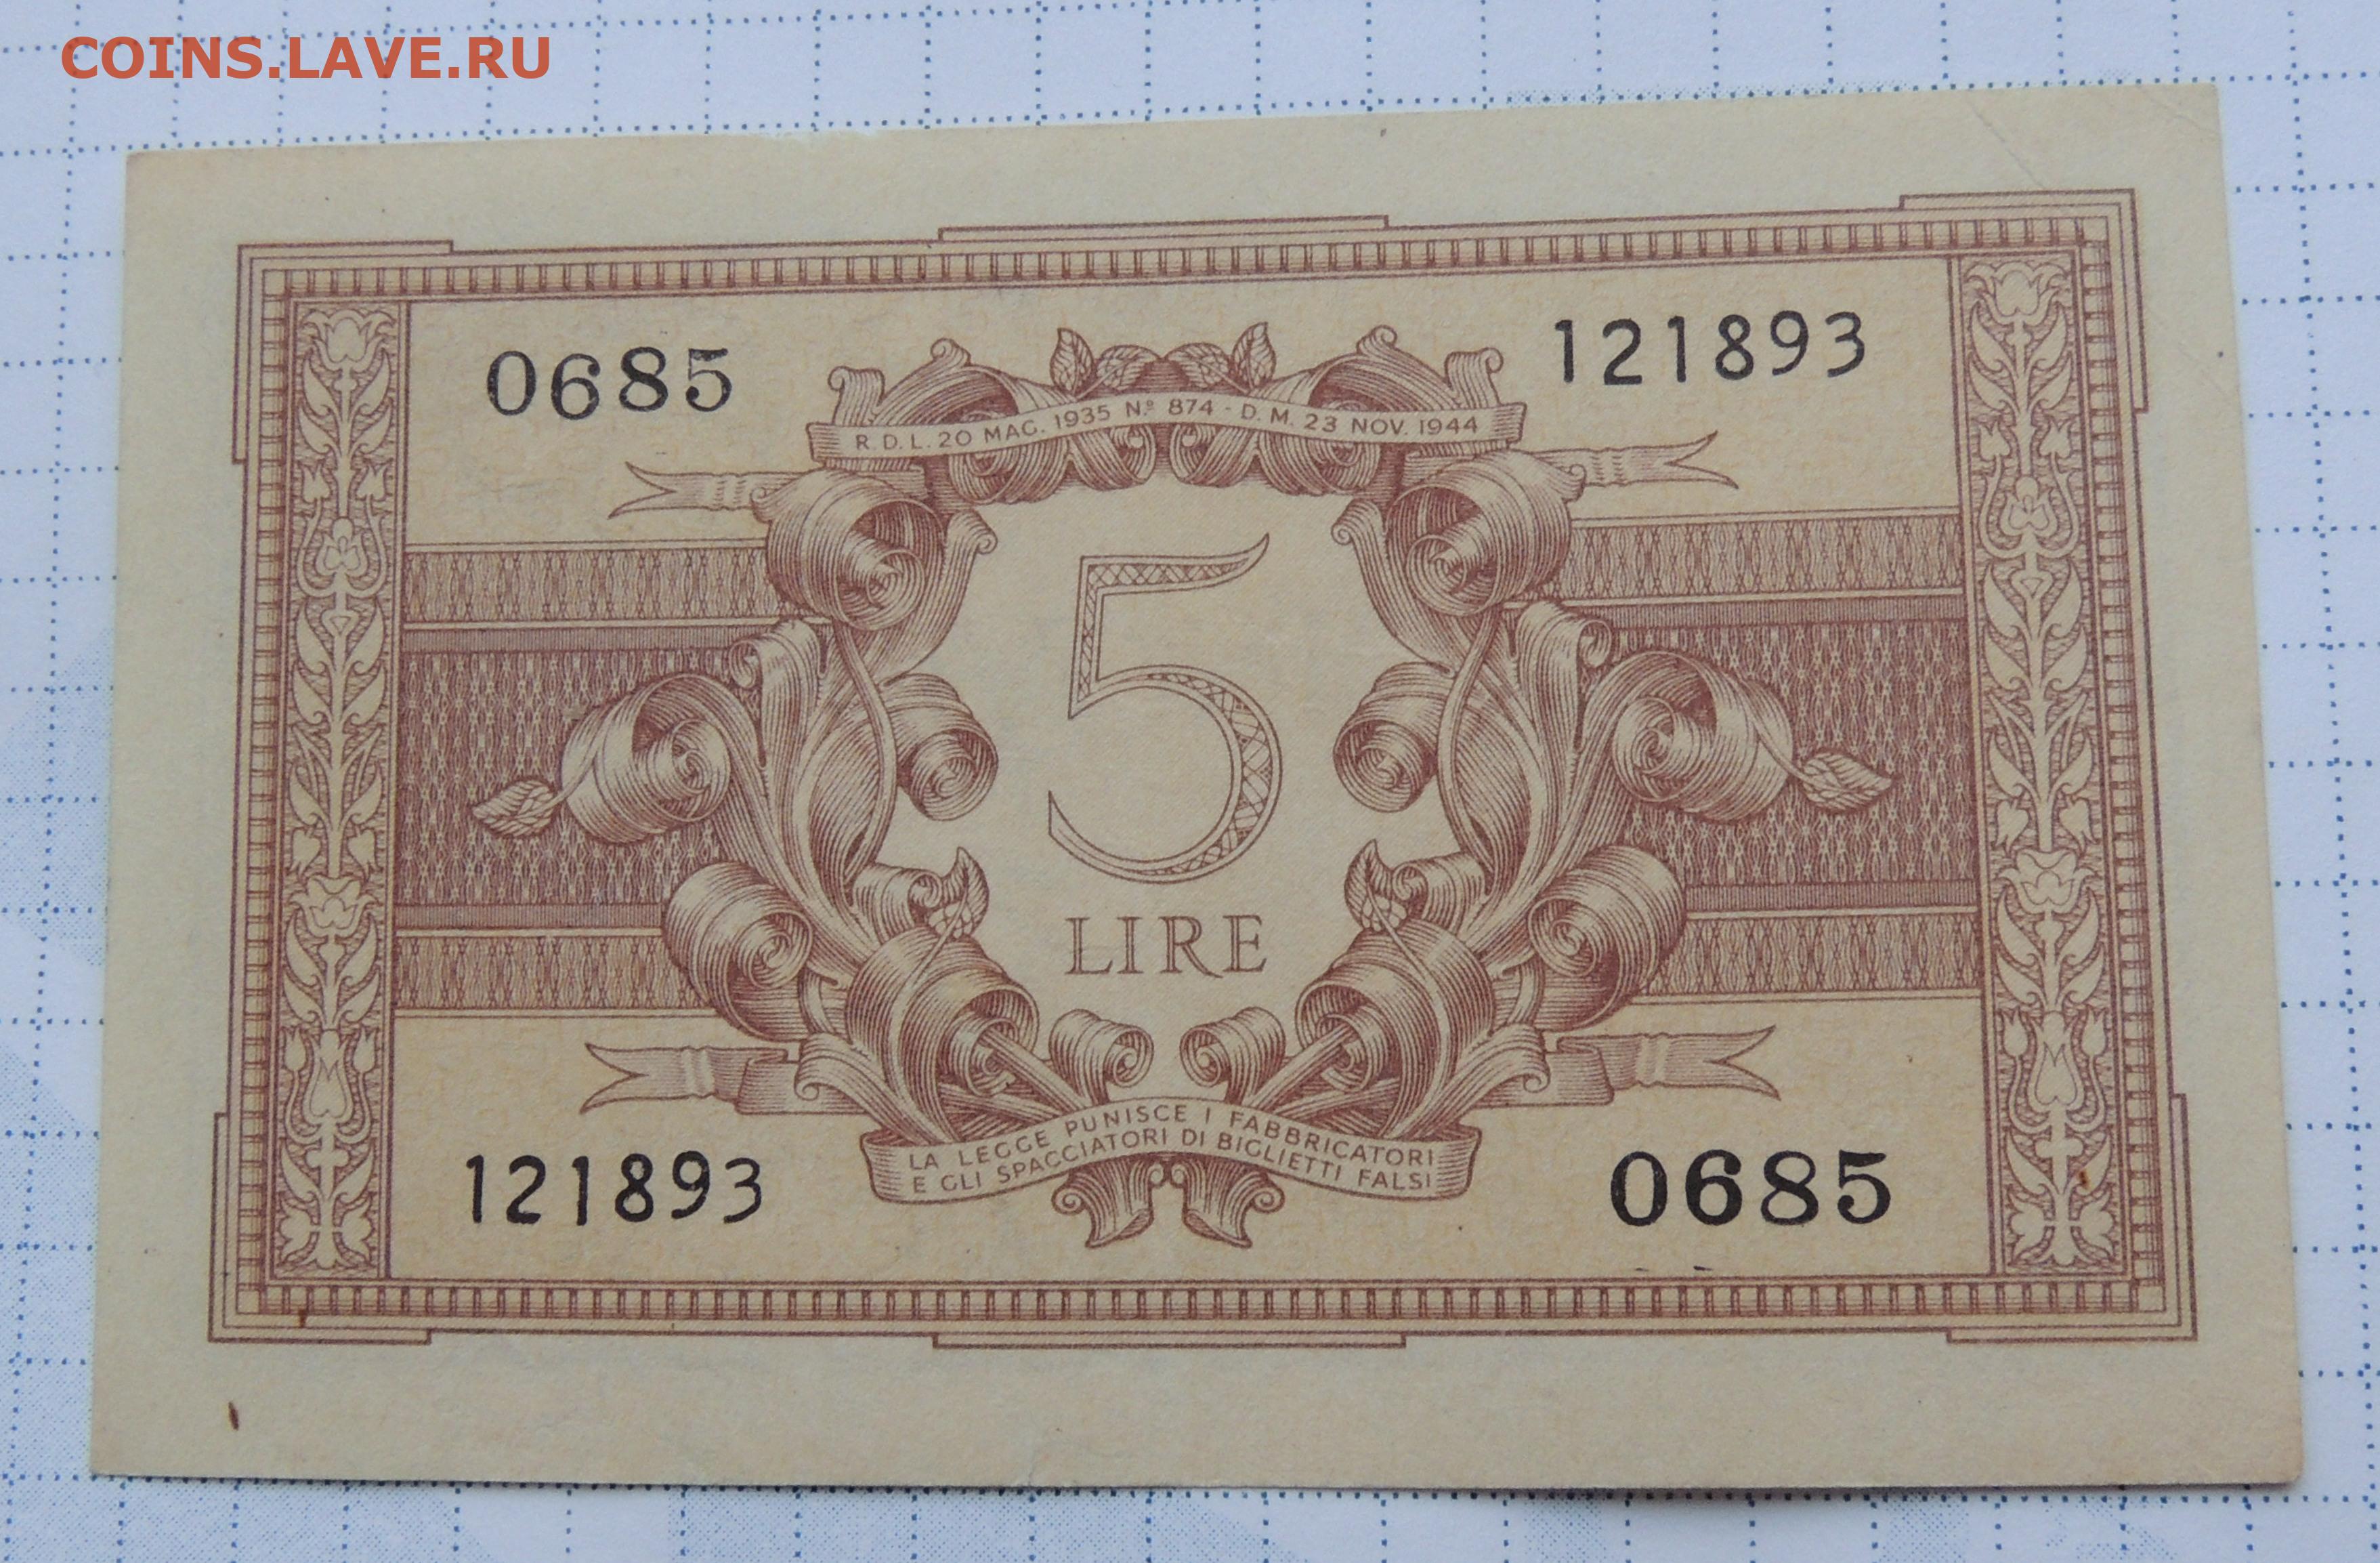 COINS.LAVE.RU
0685
121893
R.D.L. 20 MAG. 1935 N.º 874 - D. M. 23 NOV. 1944
5
LIRE
LA LEGGE PUNISCE I FABBRICATORI
E GLI SPACCIATORI DI BIGLIETTI FALSI
121893
0685